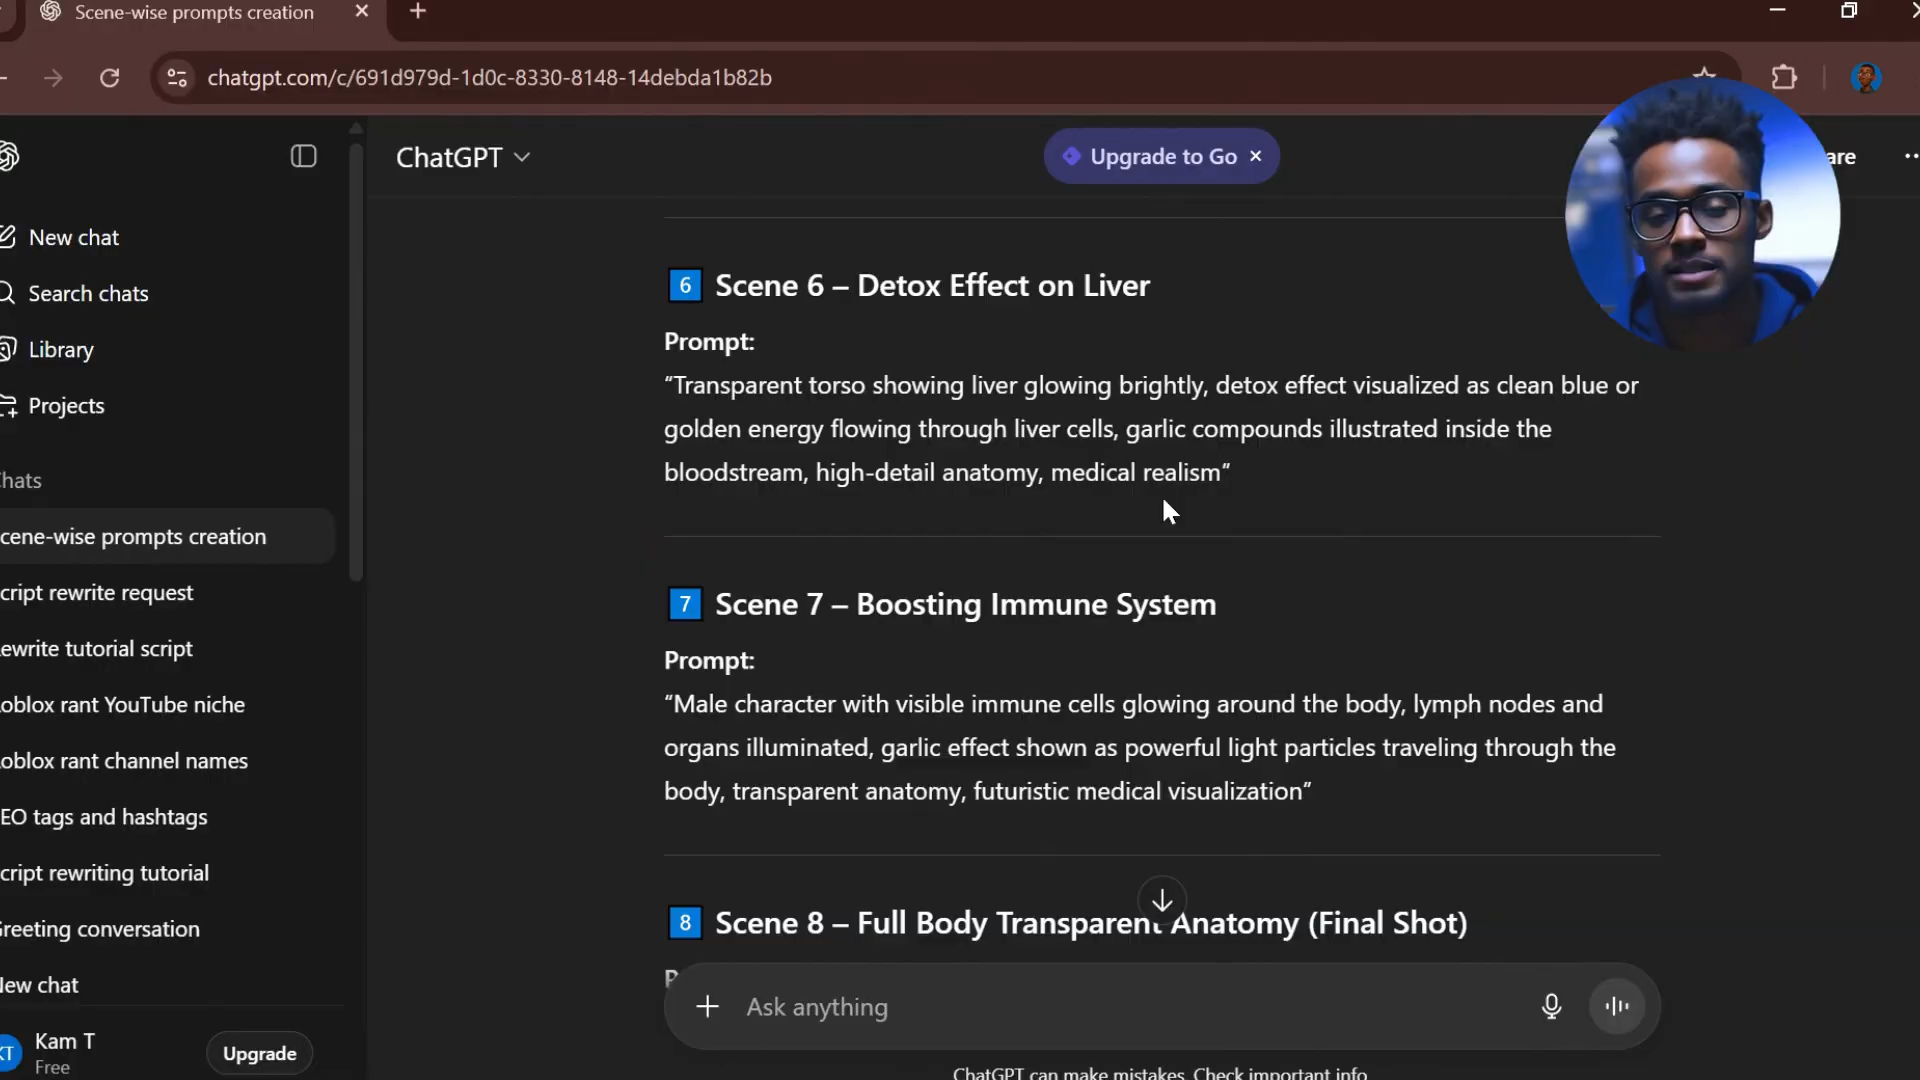 Scene-wise prompts creation
chatgpt.com/c/691d979d-1d0c-8330-8148-14debda1b82b
ChatGPT
Upgrade to Go
are
New chat
Search chats
Library
Projects
hats
cene-wise prompts creation
cript rewrite request
ewrite tutorial script
oblox rant YouTube niche
oblox rant channel names
EO tags and hashtags
cript rewriting tutorial
reeting conversation
New chat
KT
Kam T
Free
Upgrade
6 Scene 6 – Detox Effect on Liver
Prompt:
“Transparent torso showing liver glowing brightly, detox effect visualized as clean blue or
golden energy flowing through liver cells, garlic compounds illustrated inside the
bloodstream, high-detail anatomy, medical realism”
7 Scene 7 – Boosting Immune System
Prompt:
“Male character with visible immune cells glowing around the body, lymph nodes and
organs illuminated, garlic effect shown as powerful light particles traveling through the
body, transparent anatomy, futuristic medical visualization”
8 Scene 8 – Full Body Transparent Anatomy (Final Shot)
Ask anything
ChatGPT can make mistakes. Check important info.